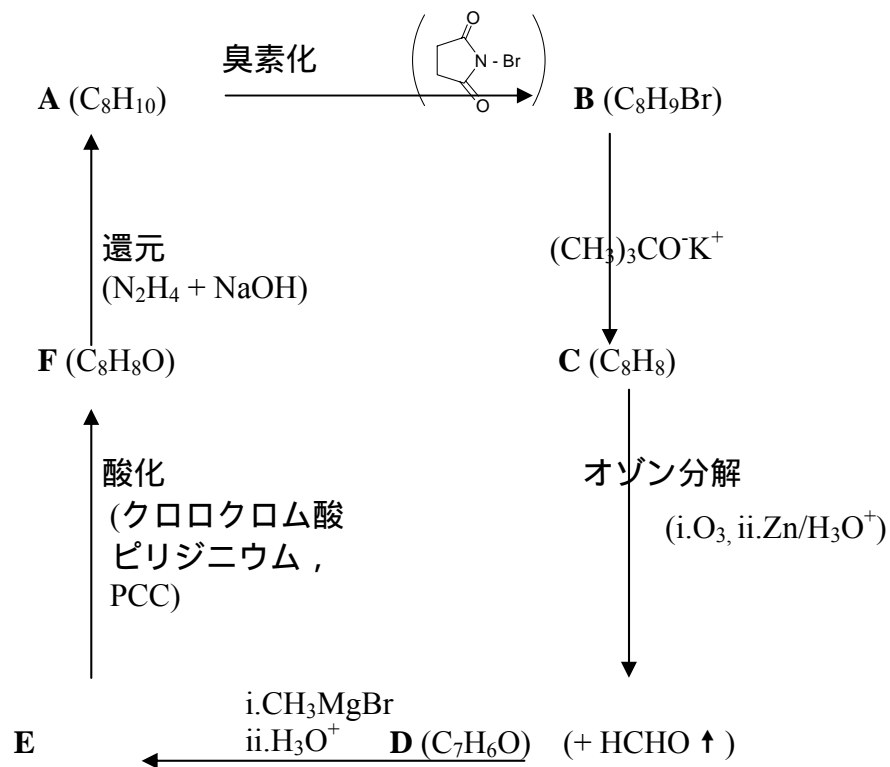 臭素化
O
N - Br
O
A (C₈H₁₀)
B (C₈H₉Br)
還元
(N₂H₄ + NaOH)
(CH₃)₃CO⁻K⁺
F (C₈H₈O)
C (C₈H₈)
酸化
(クロロクロム酸
ピリジニウム ,
PCC)
オゾン分解
(i.O₃, ii.Zn/H₃O⁺)
i.CH₃MgBr
ii.H₃O⁺
E
D (C₇H₆O) (+ HCHO ↑ )